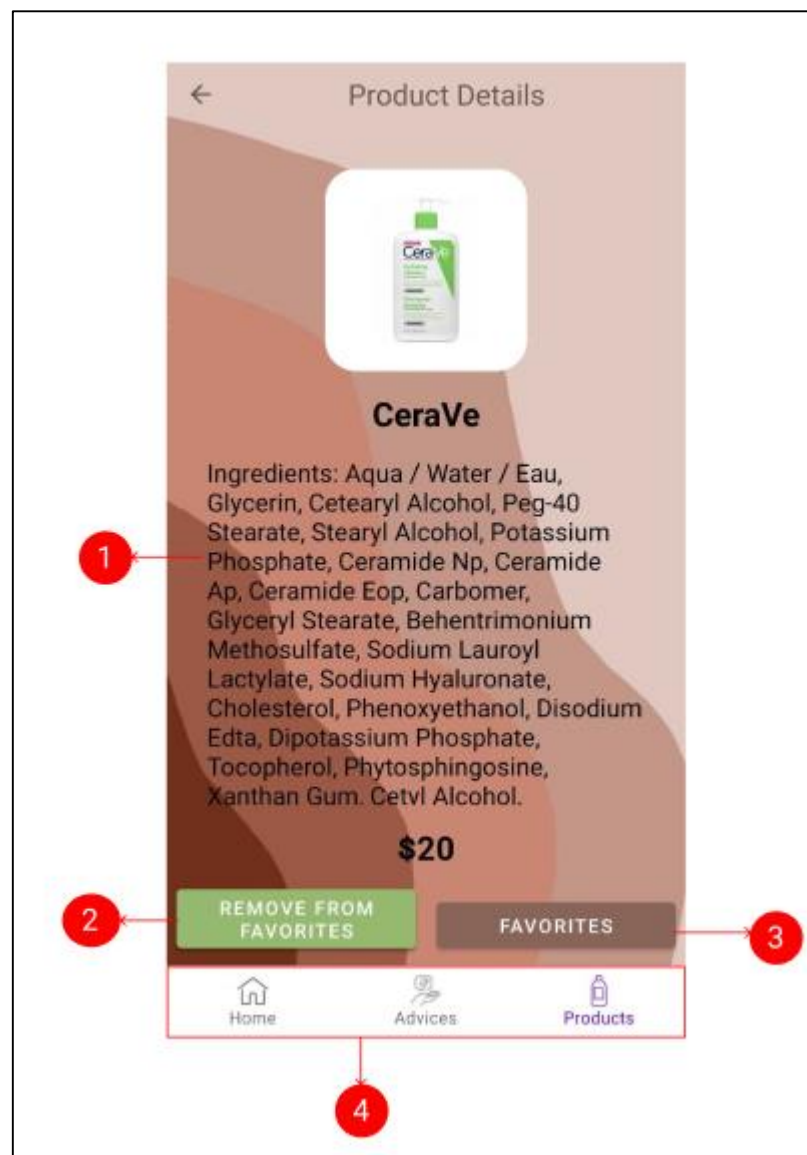 Product Details
CeraVe
CeraVe
Ingredients: Aqua / Water / Eau,
Glycerin, Cetearyl Alcohol, Peg-40
Stearate, Stearyl Alcohol, Potassium
Phosphate, Ceramide Np, Ceramide
Ap, Ceramide Eop, Carbomer,
Glyceryl Stearate, Behentrimonium
Methosulfate, Sodium Lauroyl
Lactylate, Sodium Hyaluronate,
Cholesterol, Phenoxyethanol, Disodium
Edta, Dipotassium Phosphate,
Tocopherol, Phytosphingosine,
Xanthan Gum. Cetyl Alcohol.
1
$20
2
REMOVE FROM
FAVORITES
FAVORITES
3
Home
Advices
Products
4